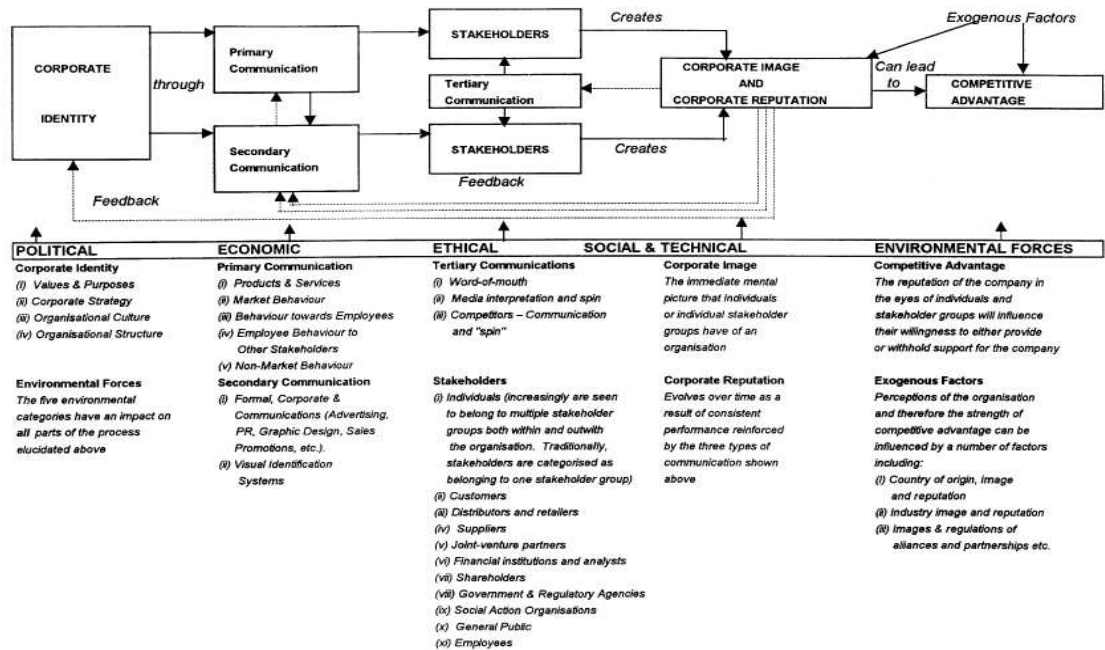 Creates
Exogenous Factors
CORPORATE
IDENTITY
through
Primary
Communication
STAKEHOLDERS
Tertiary
Communication
CORPORATE IMAGE
AND
CORPORATE REPUTATION
Can lead
to
COMPETITIVE
ADVANTAGE
Secondary
Communication
STAKEHOLDERS
Creates
Feedback
Feedback
POLITICAL
ECONOMIC
ETHICAL
SOCIAL & TECHNICAL
ENVIRONMENTAL FORCES
Corporate Identity
(i) Values & Purposes
(ii) Corporate Strategy
(iii) Organisational Culture
(iv) Organisational Structure
Environmental Forces
The five environmental
categories have an impact on
all parts of the process
elucidated above
Primary Communication
(i) Products & Services
(ii) Market Behaviour
(iii) Behaviour towards Employees
(iv) Employee Behaviour to
Other Stakeholders
(v) Non-Market Behaviour
Secondary Communication
(i) Formal, Corporate &
Communications (Advertising,
PR, Graphic Design, Sales
Promotions, etc.).
(ii) Visual Identification
Systems
Tertiary Communications
(i) Word-of-mouth
(ii) Media interpretation and spin
(iii) Competitors – Communication
and "spin"
Stakeholders
(i) Individuals (increasingly are seen
to belong to multiple stakeholder
groups both within and outwith
the organisation. Traditionally,
stakeholders are categorised as
belonging to one stakeholder group)
(ii) Customers
(iii) Distributors and retailers
(iv) Suppliers
(v) Joint-venture partners
(vi) Financial institutions and analysts
(vii) Shareholders
(viii) Government & Regulatory Agencies
(ix) Social Action Organisations
(x) General Public
(xi) Employees
Corporate Image
The immediate mental
picture that individuals
or individual stakeholder
groups have of an
organisation
Corporate Reputation
Evolves over time as a
result of consistent
performance reinforced
by the three types of
communication shown
above
Competitive Advantage
The reputation of the company in
the eyes of individuals and
stakeholder groups will influence
their willingness to either provide
or withhold support for the company
Exogenous Factors
Perceptions of the organisation
and therefore the strength of
competitive advantage can be
influenced by a number of factors
including:
(i) Country of origin, image
and reputation
(ii) Industry image and reputation
(iii) Images & regulations of
alliances and partnerships etc.